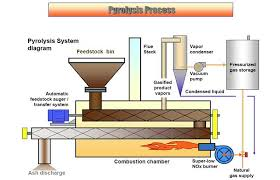 Pyrolysis Process
Pyrolysis System
diagram
Feedstock bin
Flue
Stack
Vapor
condenser
Vacuum
pump
Pressurized
gas storage
Gasified
product
vapors
Condensed liquid
Automatic
feedstock auger /
transfer system
Combustion chamber
Super-low
NOx burner
Ash discharge
Natural
gas supply